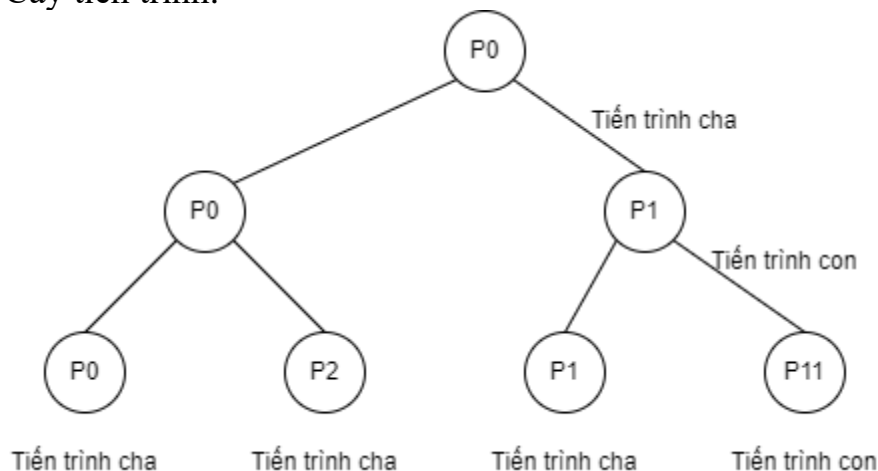 Cây tiến trình:
P0
Tiến trình cha
P0
P1
Tiến trình con
P0
P2
P1
P11
Tiến trình cha
Tiến trình cha
Tiến trình cha
Tiến trình con